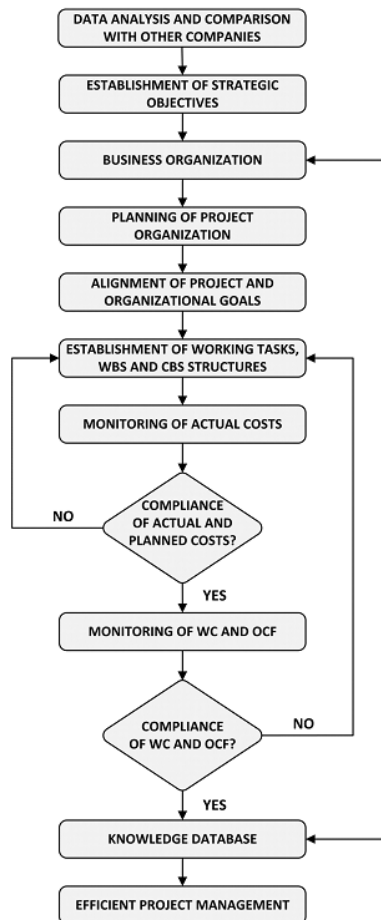 DATA ANALYSIS AND COMPARISON
WITH OTHER COMPANIES
ESTABLISHMENT OF STRATEGIC
OBJECTIVES
BUSINESS ORGANIZATION
PLANNING OF PROJECT
ORGANIZATION
ALIGNMENT OF PROJECT AND
ORGANIZATIONAL GOALS
ESTABLISHMENT OF WORKING TASKS,
WBS AND CBS STRUCTURES
MONITORING OF ACTUAL COSTS
COMPLIANCE
OF ACTUAL AND
PLANNED COSTS?
NO
YES
MONITORING OF WC AND OCF
COMPLIANCE
OF WC AND OCF?
NO
YES
KNOWLEDGE DATABASE
EFFICIENT PROJECT MANAGEMENT